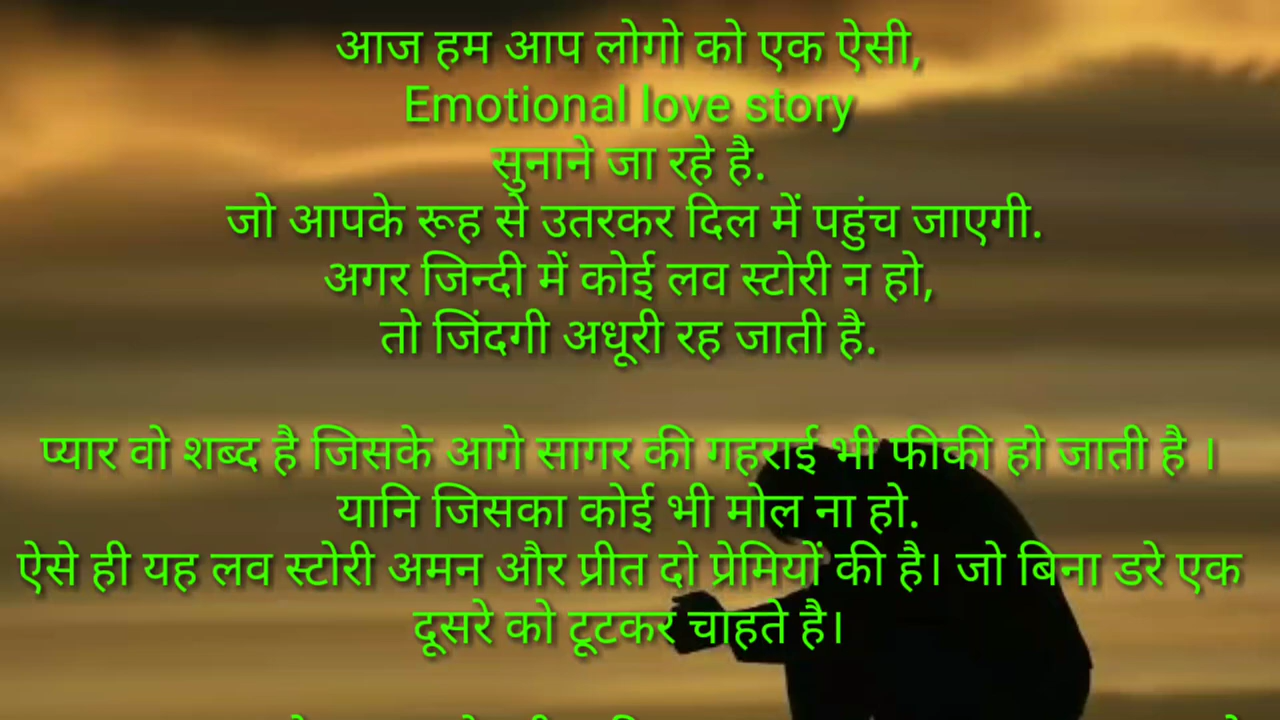 आज हम आप लोगो को एक ऐसी,
Emotional love story
सुनाने जा रहे है.
जो आपके रूह से उतरकर दिल में पहुंच जाएगी.
अगर जिन्दी में कोई लव स्टोरी न हो,
तो जिंदगी अधूरी रह जाती है.
प्यार वो शब्द है जिसके आगे सागर की गहराई भी फीकी हो जाती है ।
यानि जिसका कोई भी मोल ना हो.
ऐसे ही यह लव स्टोरी अमन और प्रीत दो प्रेमियों की है। जो बिना डरे एक
दूसरे को टूटकर चाहते है।